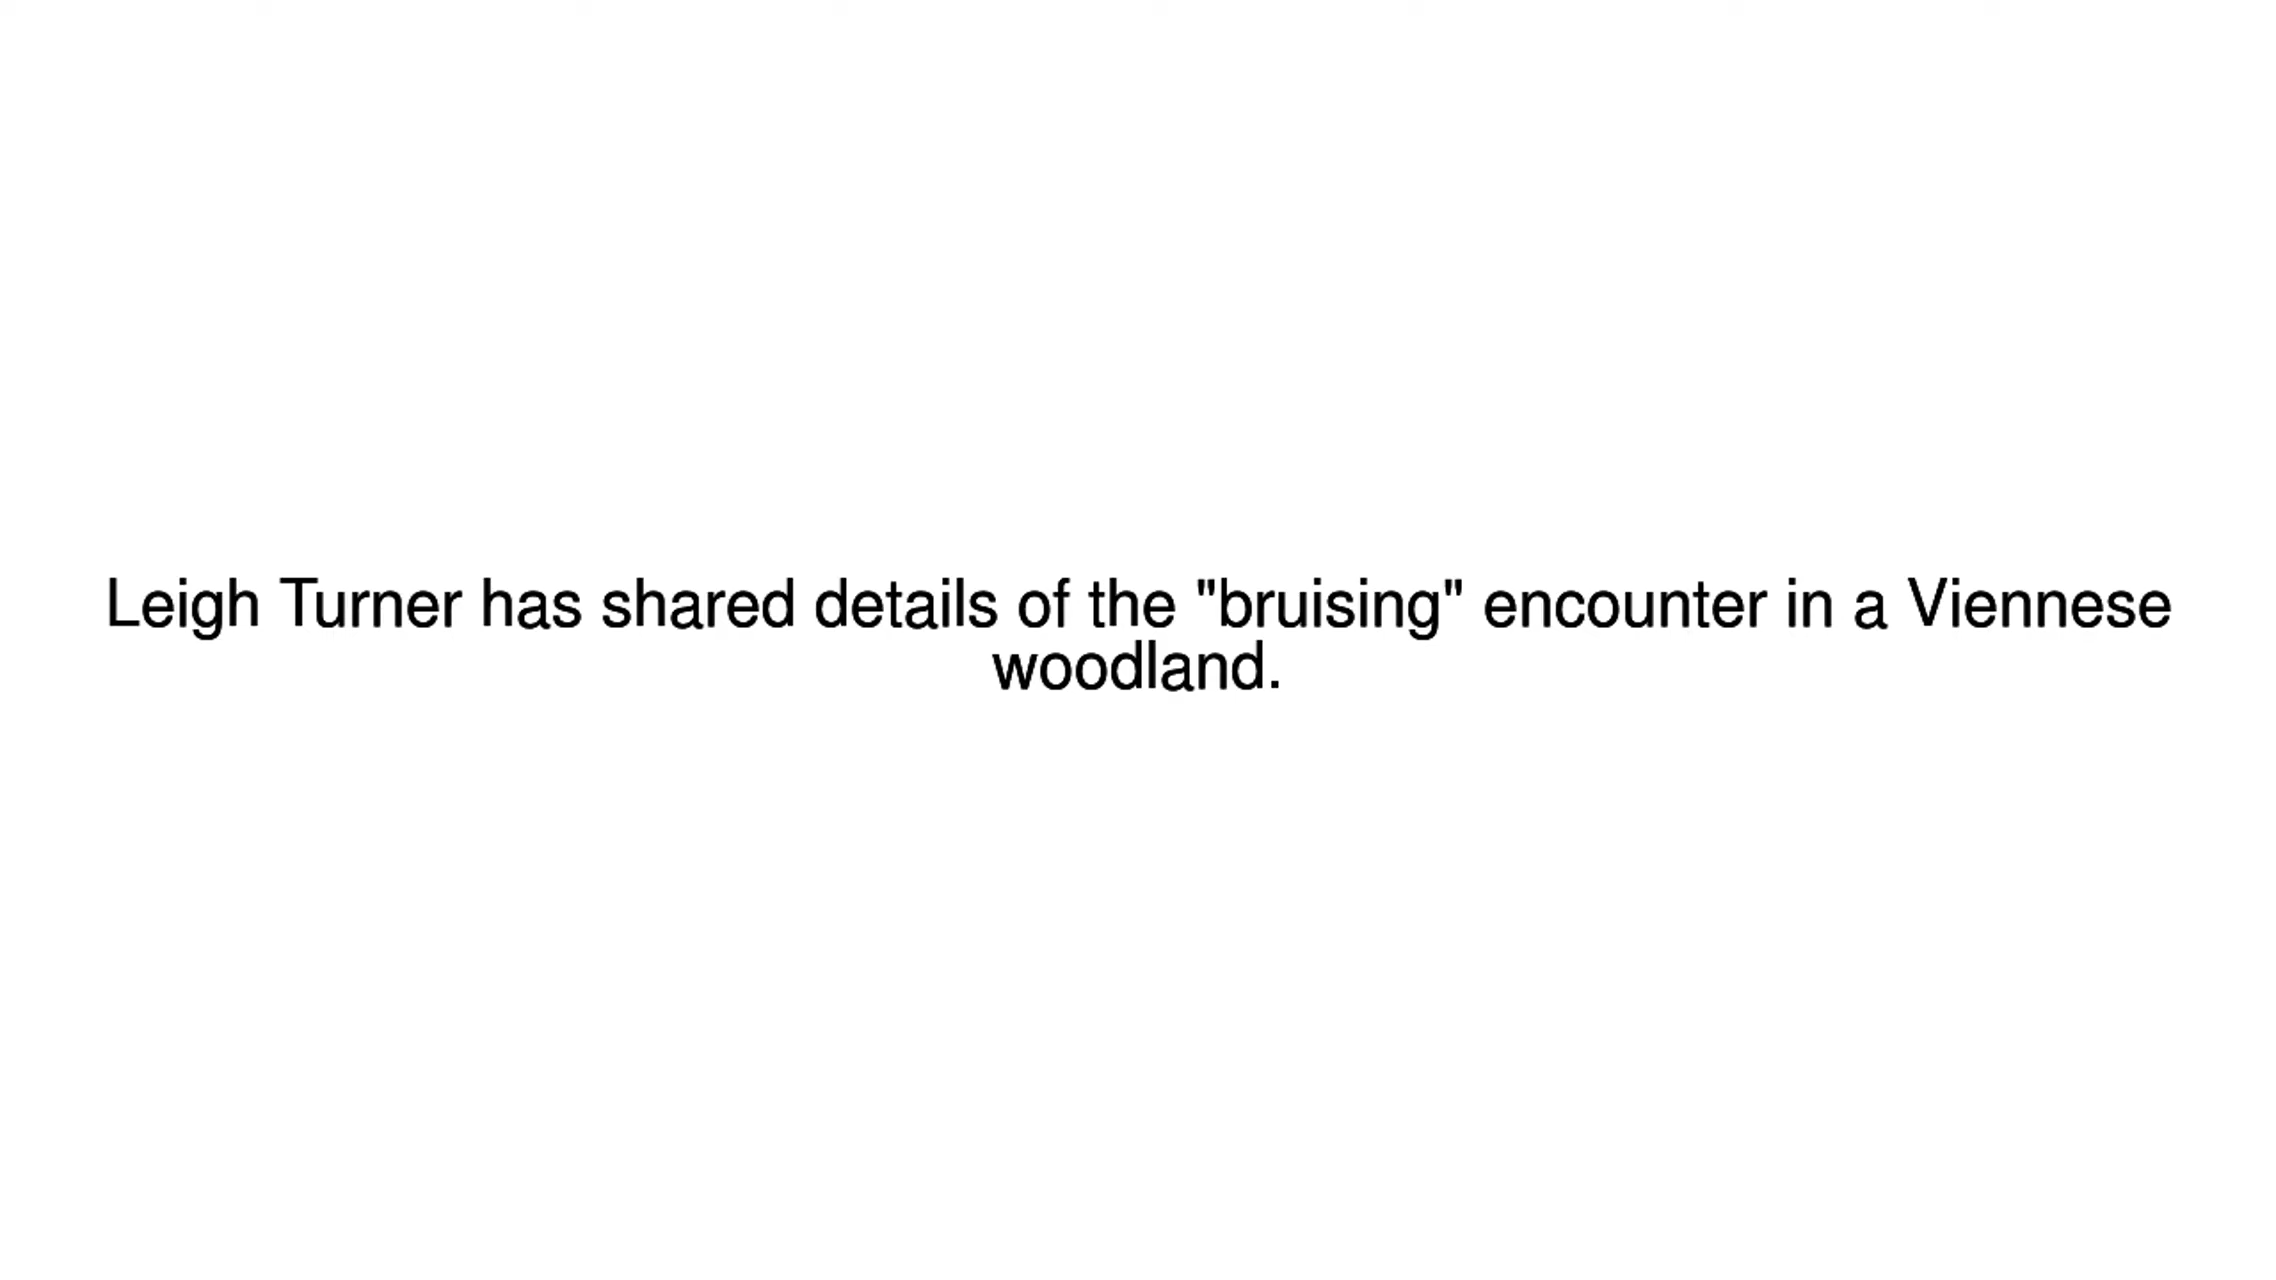 Leigh Turner has shared details of the "bruising" encounter in a Viennese
woodland.